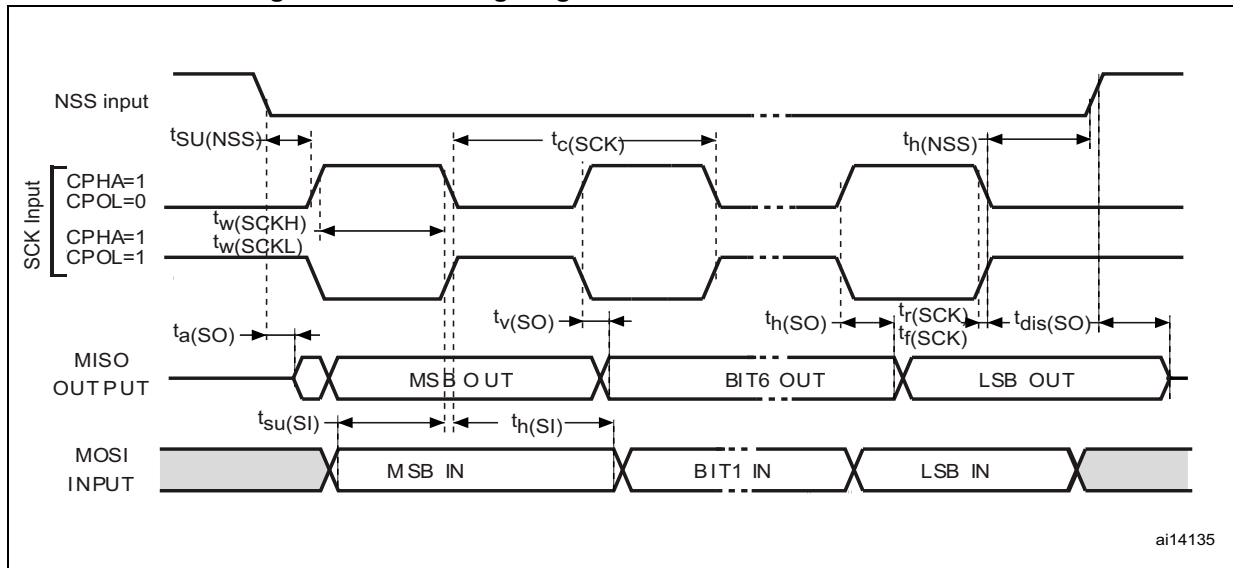 NSS input
tSU(NSS)
tc(SCK)
th(NSS)
SCK Input
CPHA=1
CPOL=0
CPHA=1
CPOL=1
tw(SCKH)
tw(SCKL)
ta(SO)
tv(SO)
th(SO)
tr(SCK)
tf(SCK)
tdis(SO)
MISO
OUTPUT
MSB OUT
BIT6 OUT
LSB OUT
tsu(SI)
th(SI)
MOSI
INPUT
MSB IN
BIT1 IN
LSB IN
ai14135